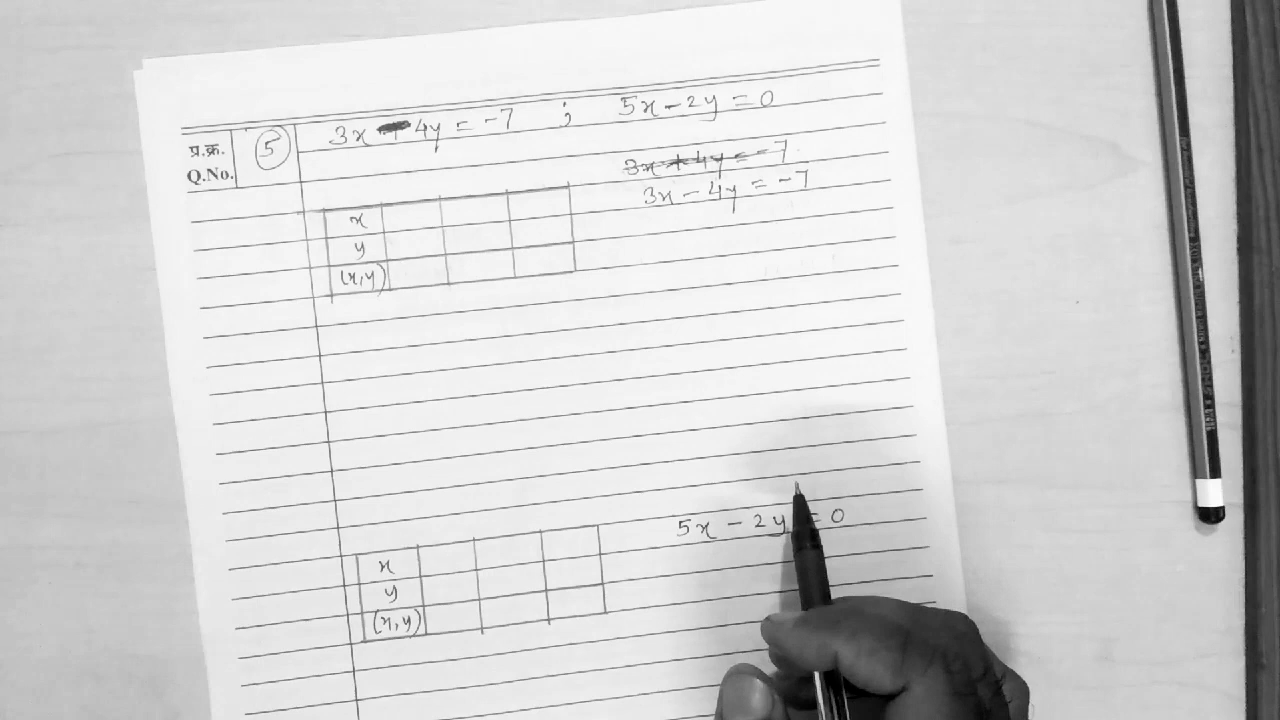 प्र.क्र.
Q.No.
5
3x - 4y = -7 ; 5x - 2y = 0
3x + 4y = -7
3x - 4y = -7
x
y
(x,y)
5x - 2y = 0
x
y
(x,y)